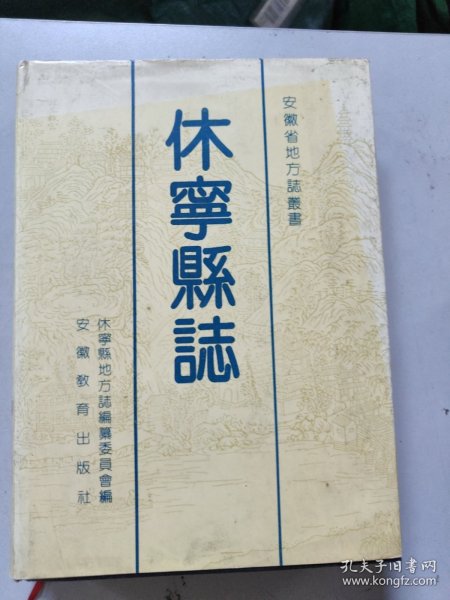 安徽省地方誌叢書
休寧縣誌
休寧縣地方誌編纂委員會編
安徽教育出版社
孔夫子旧书网
www.kongfz.com